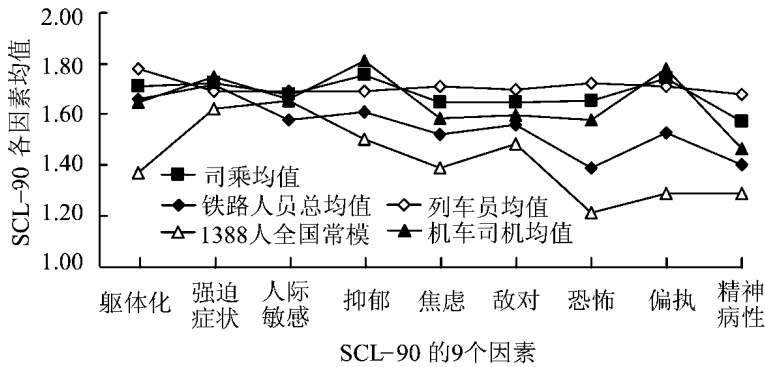 SCL-90 各因素均值
2.00
1.80
1.60
1.40
1.20
1.00
司乘均值
铁路人员总均值
列车员均值
1388人全国常模
机车司机均值
躯体化
强迫
症状
人际
敏感
抑郁
焦虑
敌对
恐怖
偏执
精神
病性
SCL-90 的9个因素